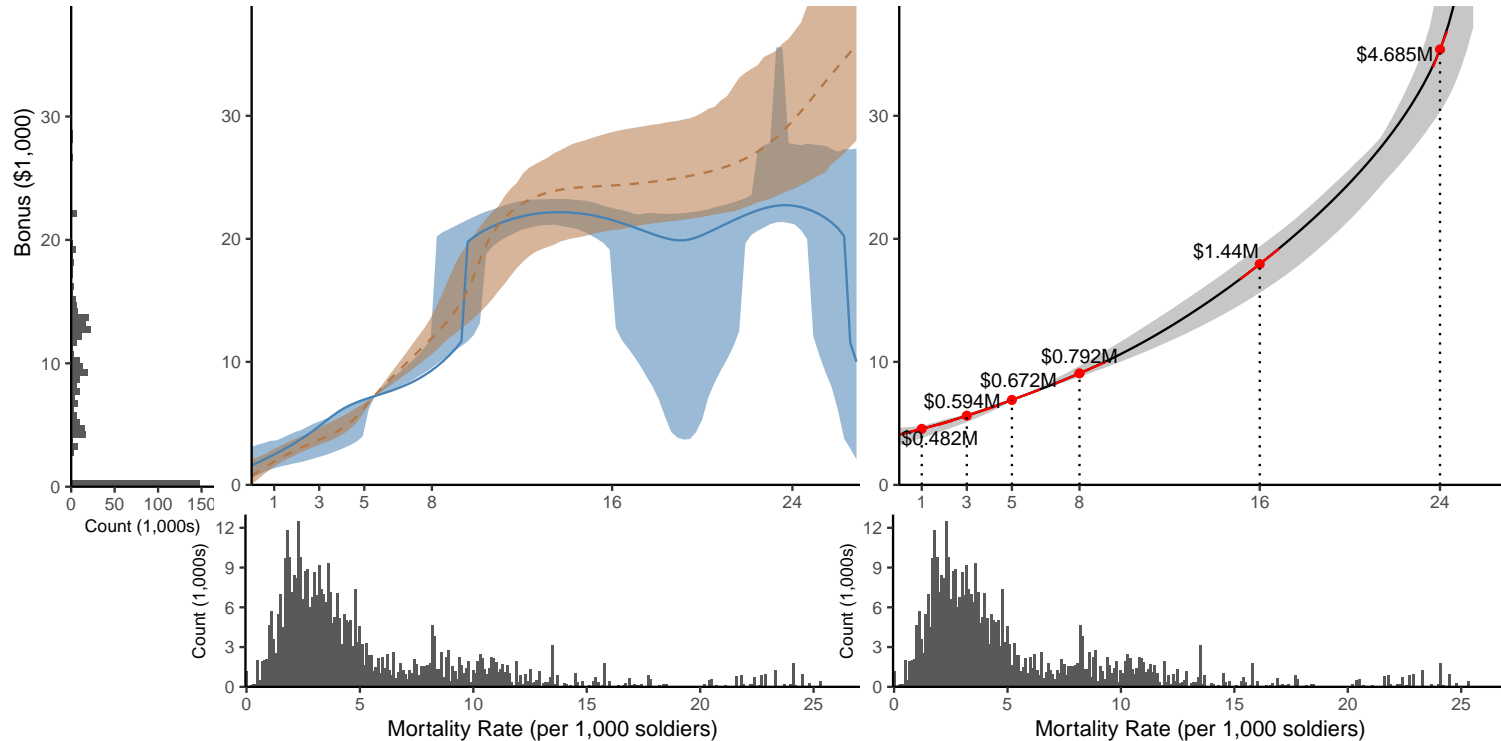 Bonus ($1,000)
30
20
10
0
0 50 100 150
Count (1,000s)
30
20
10
0
1 3 5 8 16 24
30
20
10
0
1 3 5 8 16 24
$4.685M
$1.44M
$0.792M
$0.672M
$0.594M
$0.482M
Count (1,000s)
12
9
6
3
0
0 5 10 15 20 25
Mortality Rate (per 1,000 soldiers)
Count (1,000s)
12
9
6
3
0
0 5 10 15 20 25
Mortality Rate (per 1,000 soldiers)